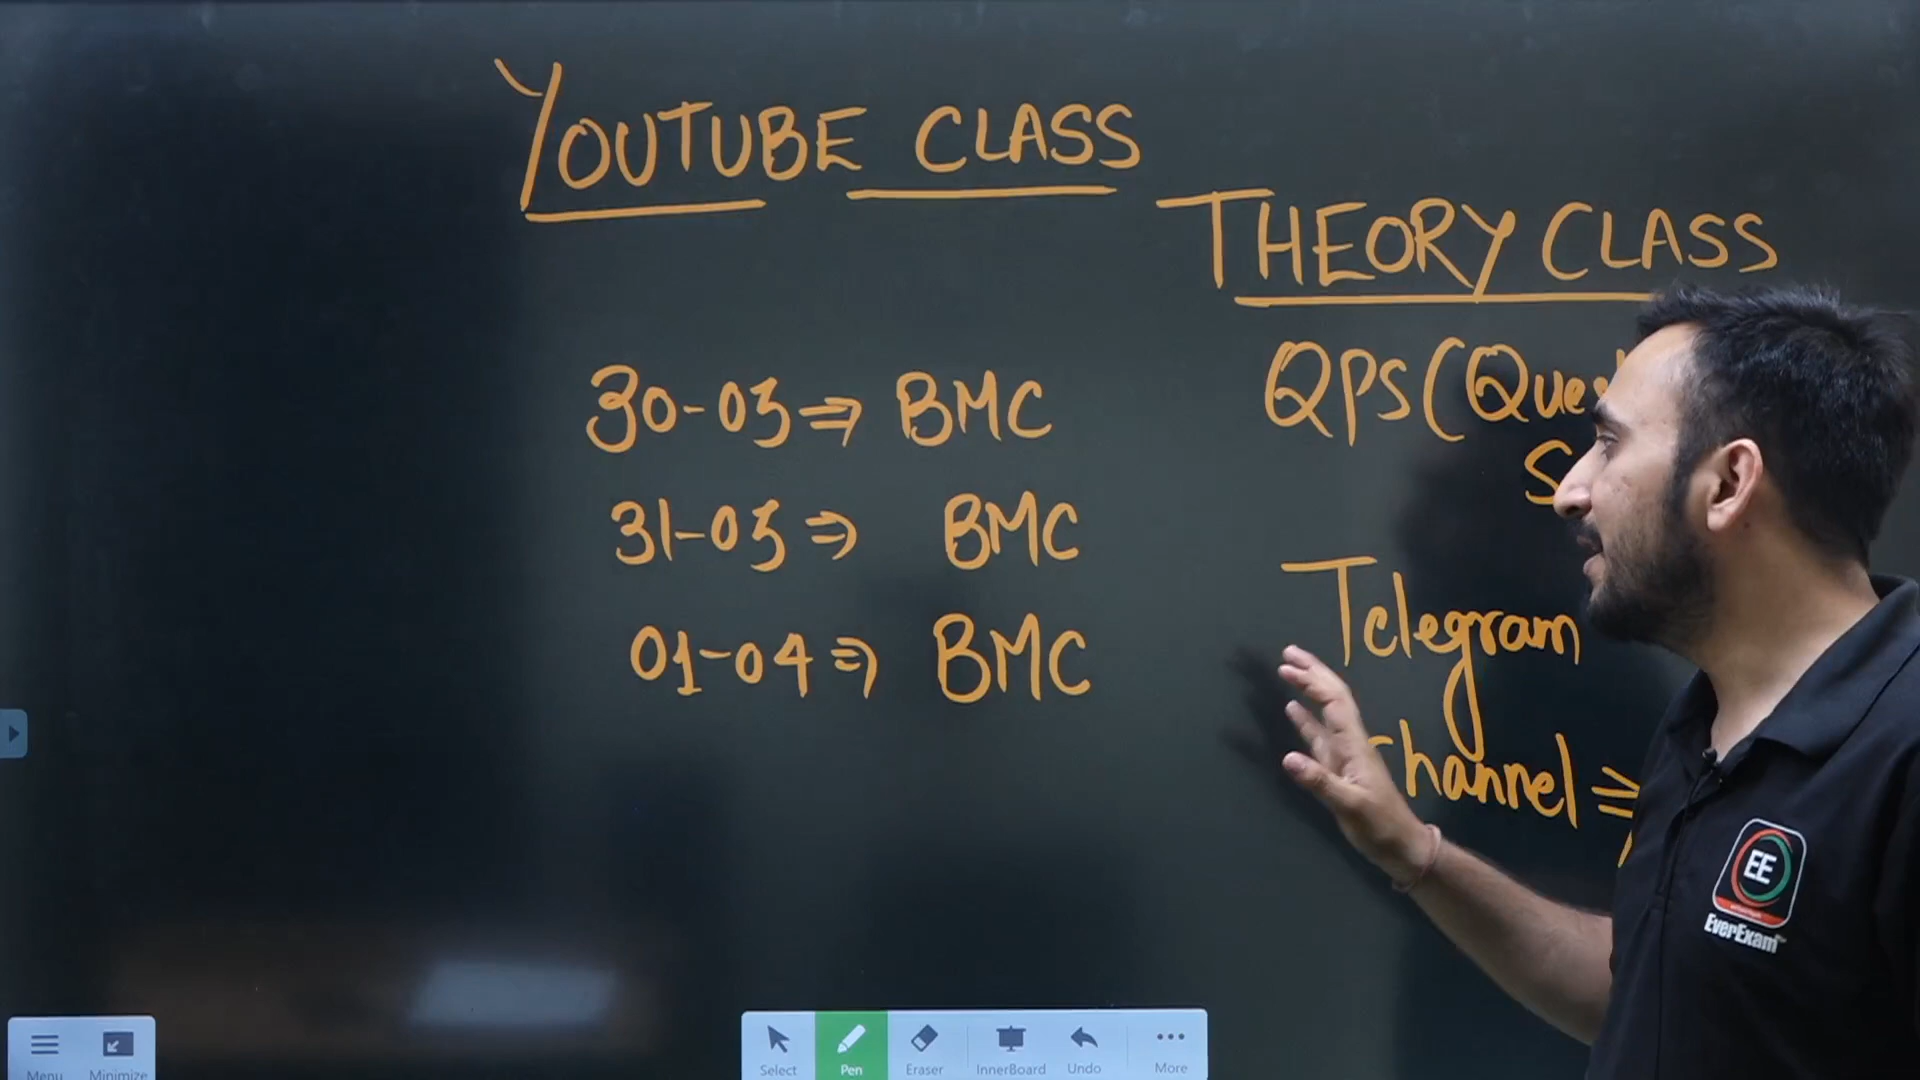 YOUTUBE CLASS
THEORY CLASS
30-03⇒ BMC
QPS(Ques
31-03⇒ BMC
01-04⇒ BMC
Telegram
Channel ⇒
EE
EverExam
Menu
Minimize
Select
Pen
Eraser
InnerBoard
Undo
More